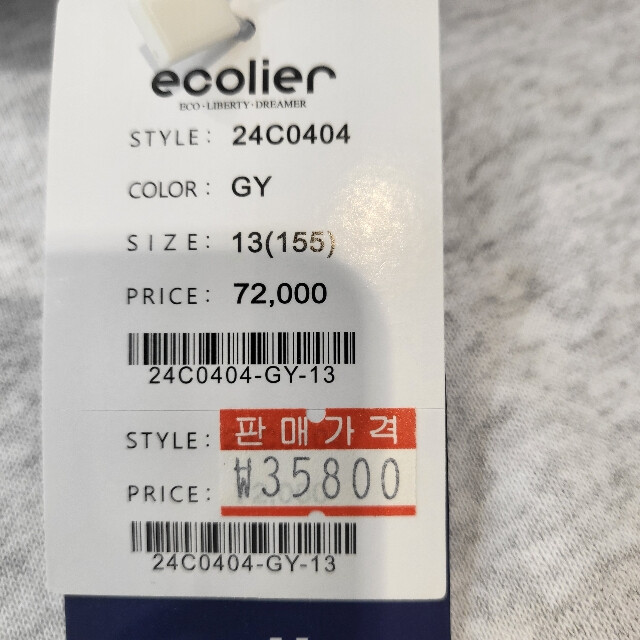 ecolier
ECO·LIBERTY·DREAMER
STYLE: 24C0404
COLOR: GY
SIZE: 13(155)
PRICE: 72,000
24C0404-GY-13
STYLE:
판매가격
PRICE: ₩35800
24C0404-GY-13